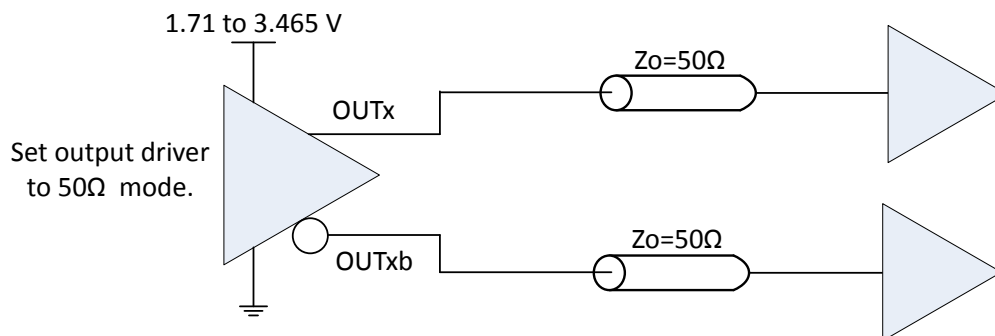 1.71 to 3.465 V
Zo=50Ω
OUTx
Set output driver
to 50Ω mode.
Zo=50Ω
OUTxb